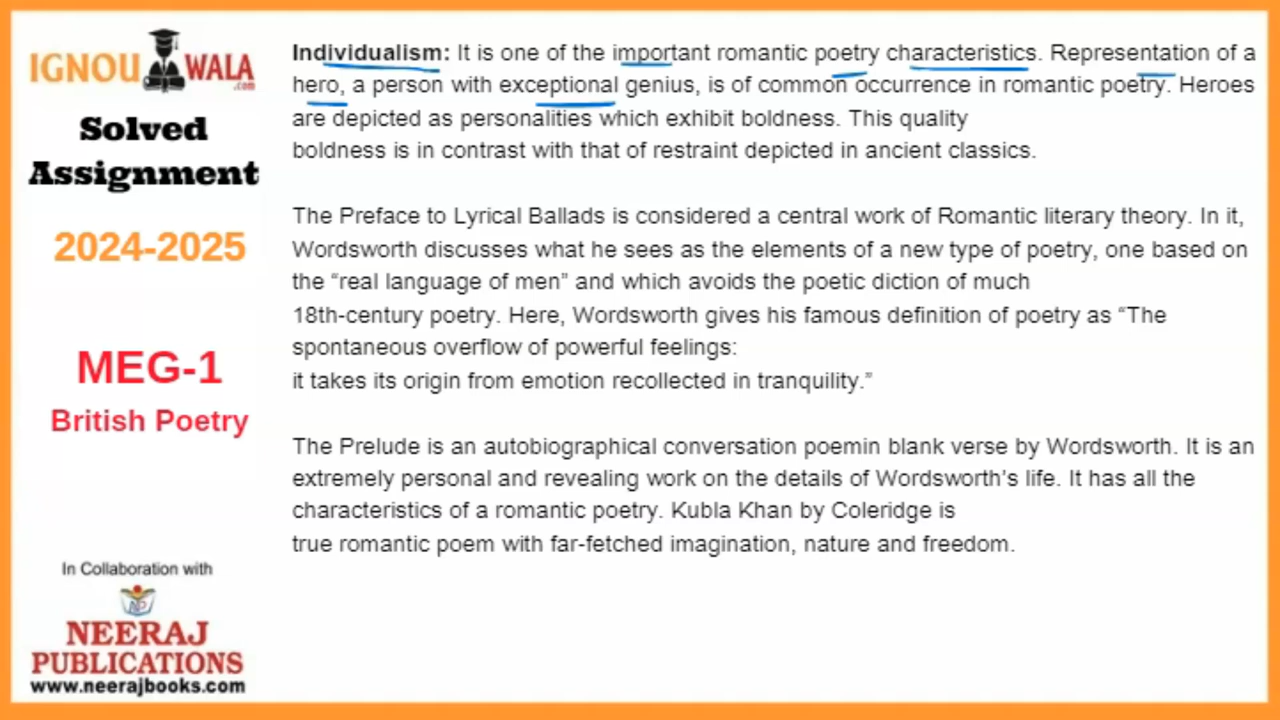 IGNOU WALA
.com
Solved
Assignment
2024-2025
MEG-1
British Poetry
In Collaboration with
NP
NEERAJ
PUBLICATIONS
www.neerajbooks.com
Individualism: It is one of the important romantic poetry characteristics. Representation of a
hero, a person with exceptional genius, is of common occurrence in romantic poetry. Heroes
are depicted as personalities which exhibit boldness. This quality
boldness is in contrast with that of restraint depicted in ancient classics.
The Preface to Lyrical Ballads is considered a central work of Romantic literary theory. In it,
Wordsworth discusses what he sees as the elements of a new type of poetry, one based on
the “real language of men” and which avoids the poetic diction of much
18th-century poetry. Here, Wordsworth gives his famous definition of poetry as “The
spontaneous overflow of powerful feelings:
it takes its origin from emotion recollected in tranquility.”
The Prelude is an autobiographical conversation poemin blank verse by Wordsworth. It is an
extremely personal and revealing work on the details of Wordsworth's life. It has all the
characteristics of a romantic poetry. Kubla Khan by Coleridge is
true romantic poem with far-fetched imagination, nature and freedom.